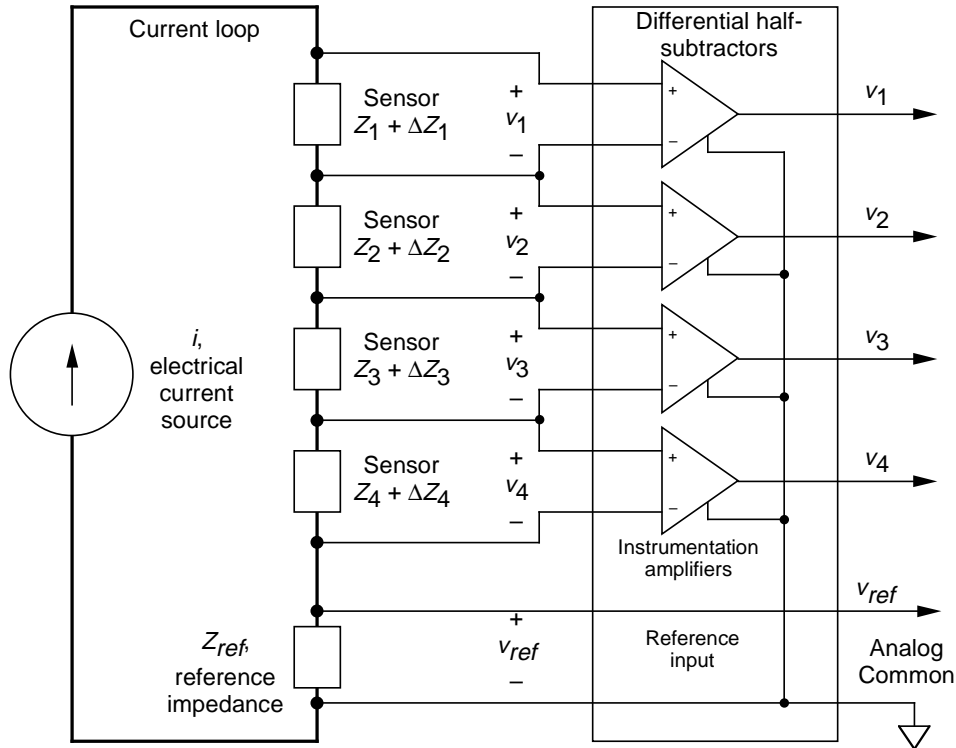 Current loop
Differential half-
subtractors
Sensor
Z1 + ΔZ1
+
v1
–
+
–
v1
Sensor
Z2 + ΔZ2
+
v2
–
+
–
v2
i,
electrical
current
source
Sensor
Z3 + ΔZ3
+
v3
–
+
–
v3
Sensor
Z4 + ΔZ4
+
v4
–
+
–
v4
Instrumentation
amplifiers
vref
Zref,
reference
impedance
+
vref
–
Reference
input
Analog
Common